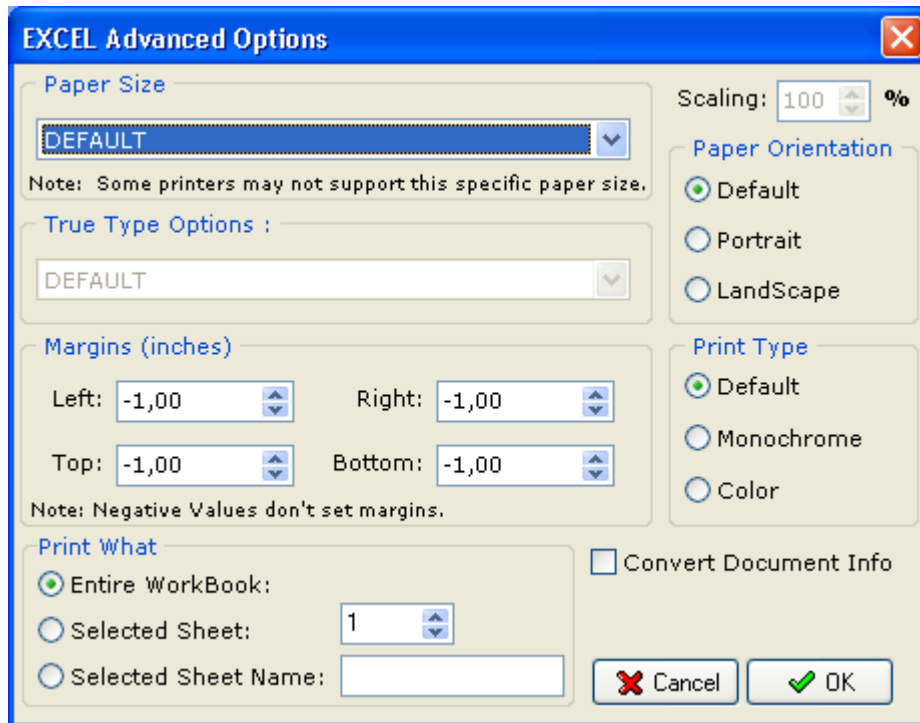 EXCEL Advanced Options
Paper Size
DEFAULT
Note: Some printers may not support this specific paper size.
Scaling: 100 %
True Type Options :
DEFAULT
Paper Orientation
Default
Portrait
LandScape
Margins (inches)
Left: -1,00 Right: -1,00
Top: -1,00 Bottom: -1,00
Note: Negative Values don't set margins.
Print Type
Default
Monochrome
Color
Print What
Entire WorkBook:
Selected Sheet: 1
Selected Sheet Name:
Convert Document Info
Cancel OK